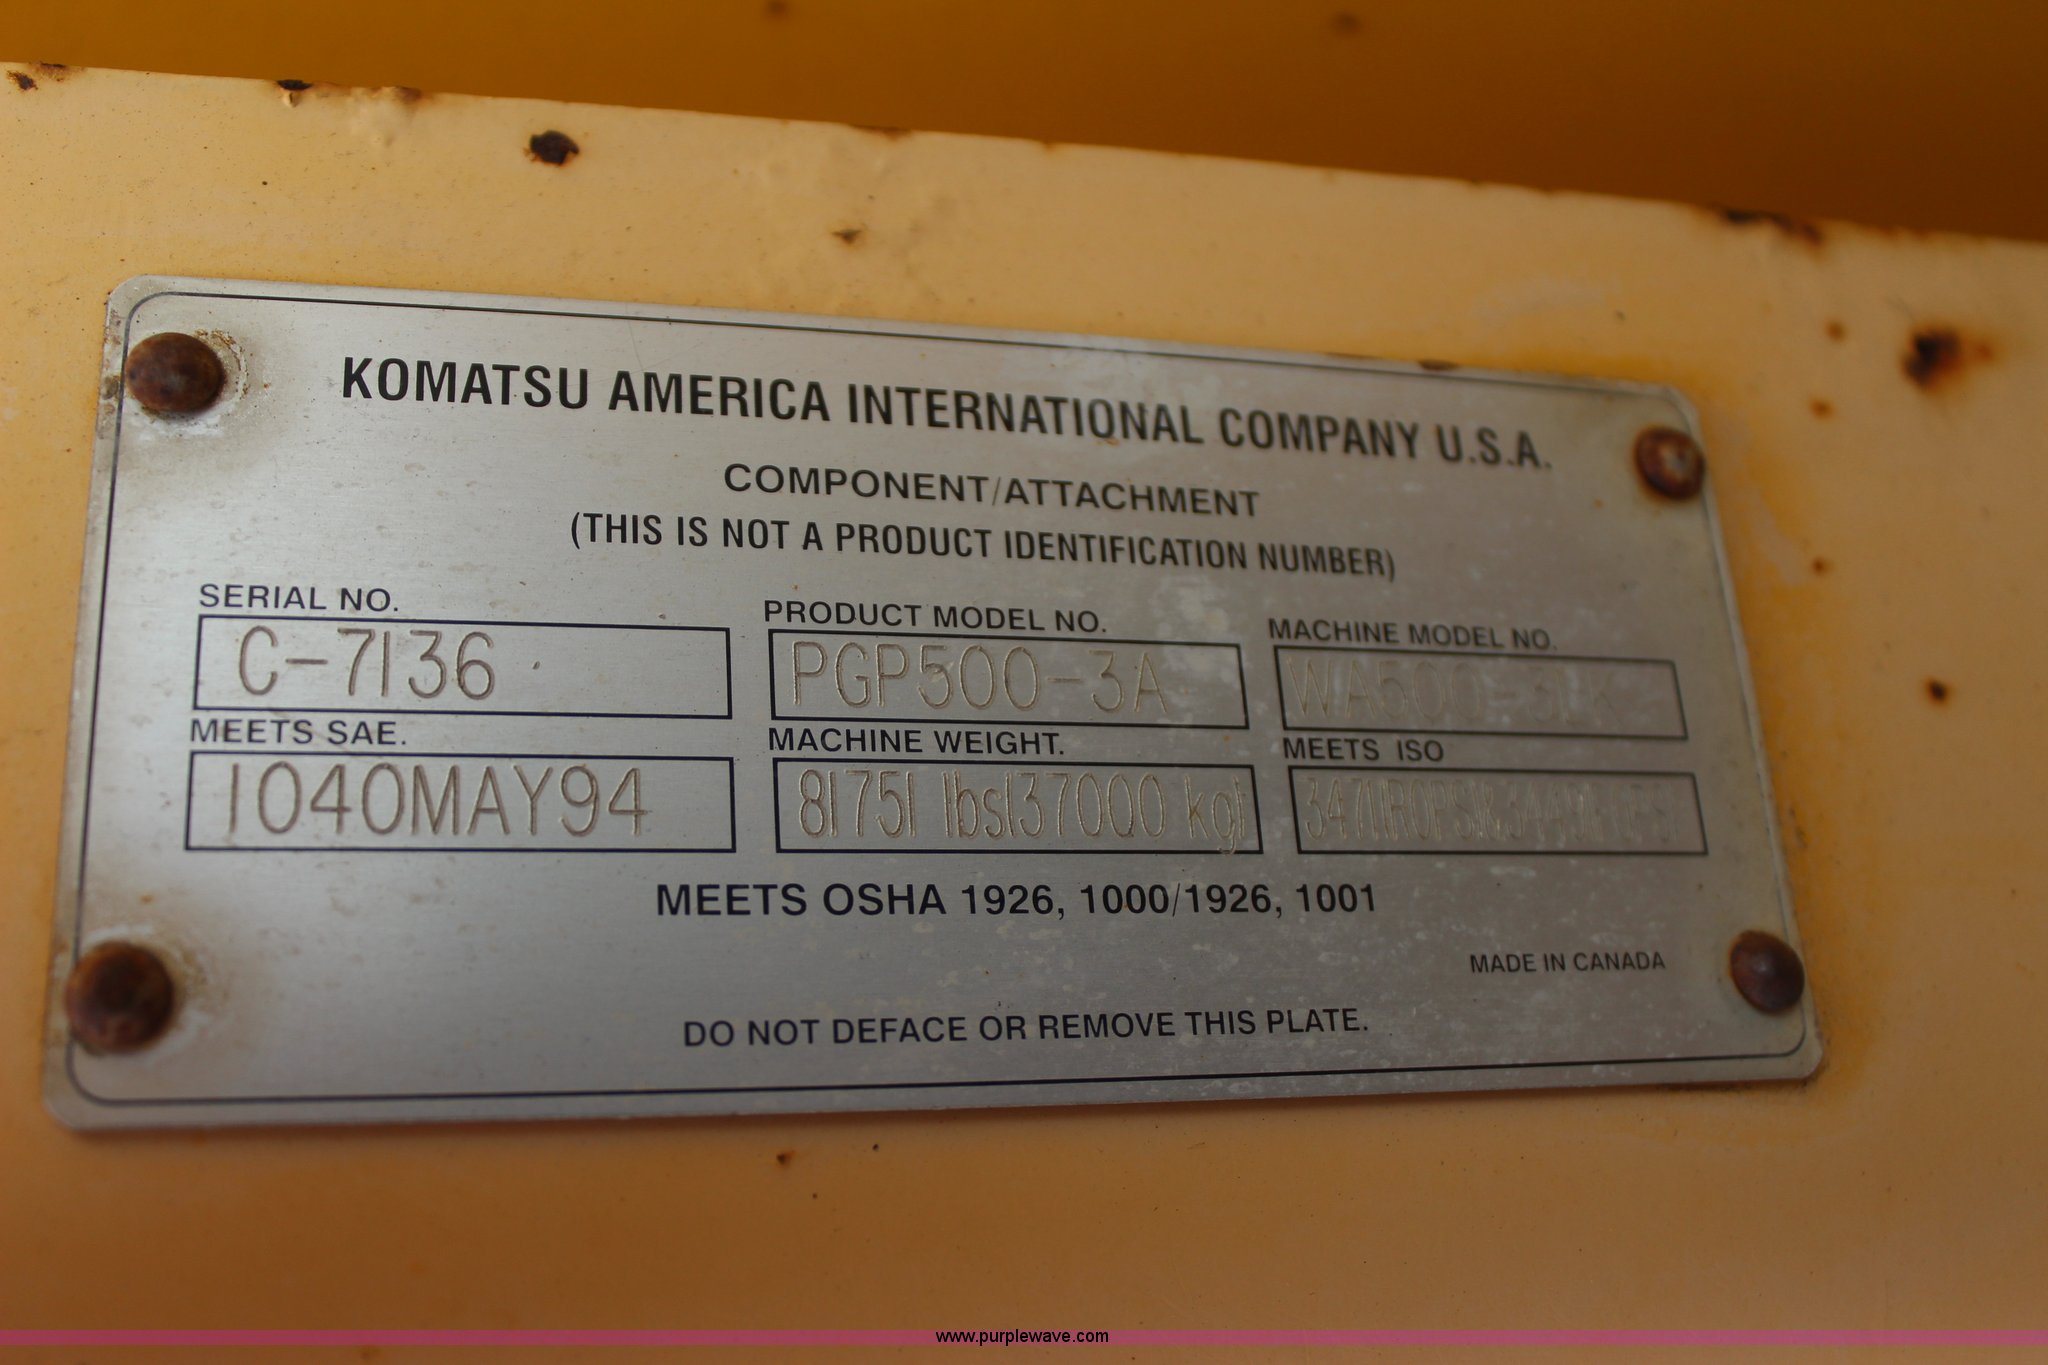 KOMATSU AMERICA INTERNATIONAL COMPANY U.S.A.
COMPONENT/ATTACHMENT
(THIS IS NOT A PRODUCT IDENTIFICATION NUMBER)
SERIAL NO. PRODUCT MODEL NO. MACHINE MODEL NO.
C-7136 PGP500-3A WA500-3LK
MEETS SAE. MACHINE WEIGHT. MEETS ISO
1040MAY94 81751 lbs|37000 kg|
MEETS OSHA 1926, 1000/1926, 1001
MADE IN CANADA
DO NOT DEFACE OR REMOVE THIS PLATE.
www.purplewave.com